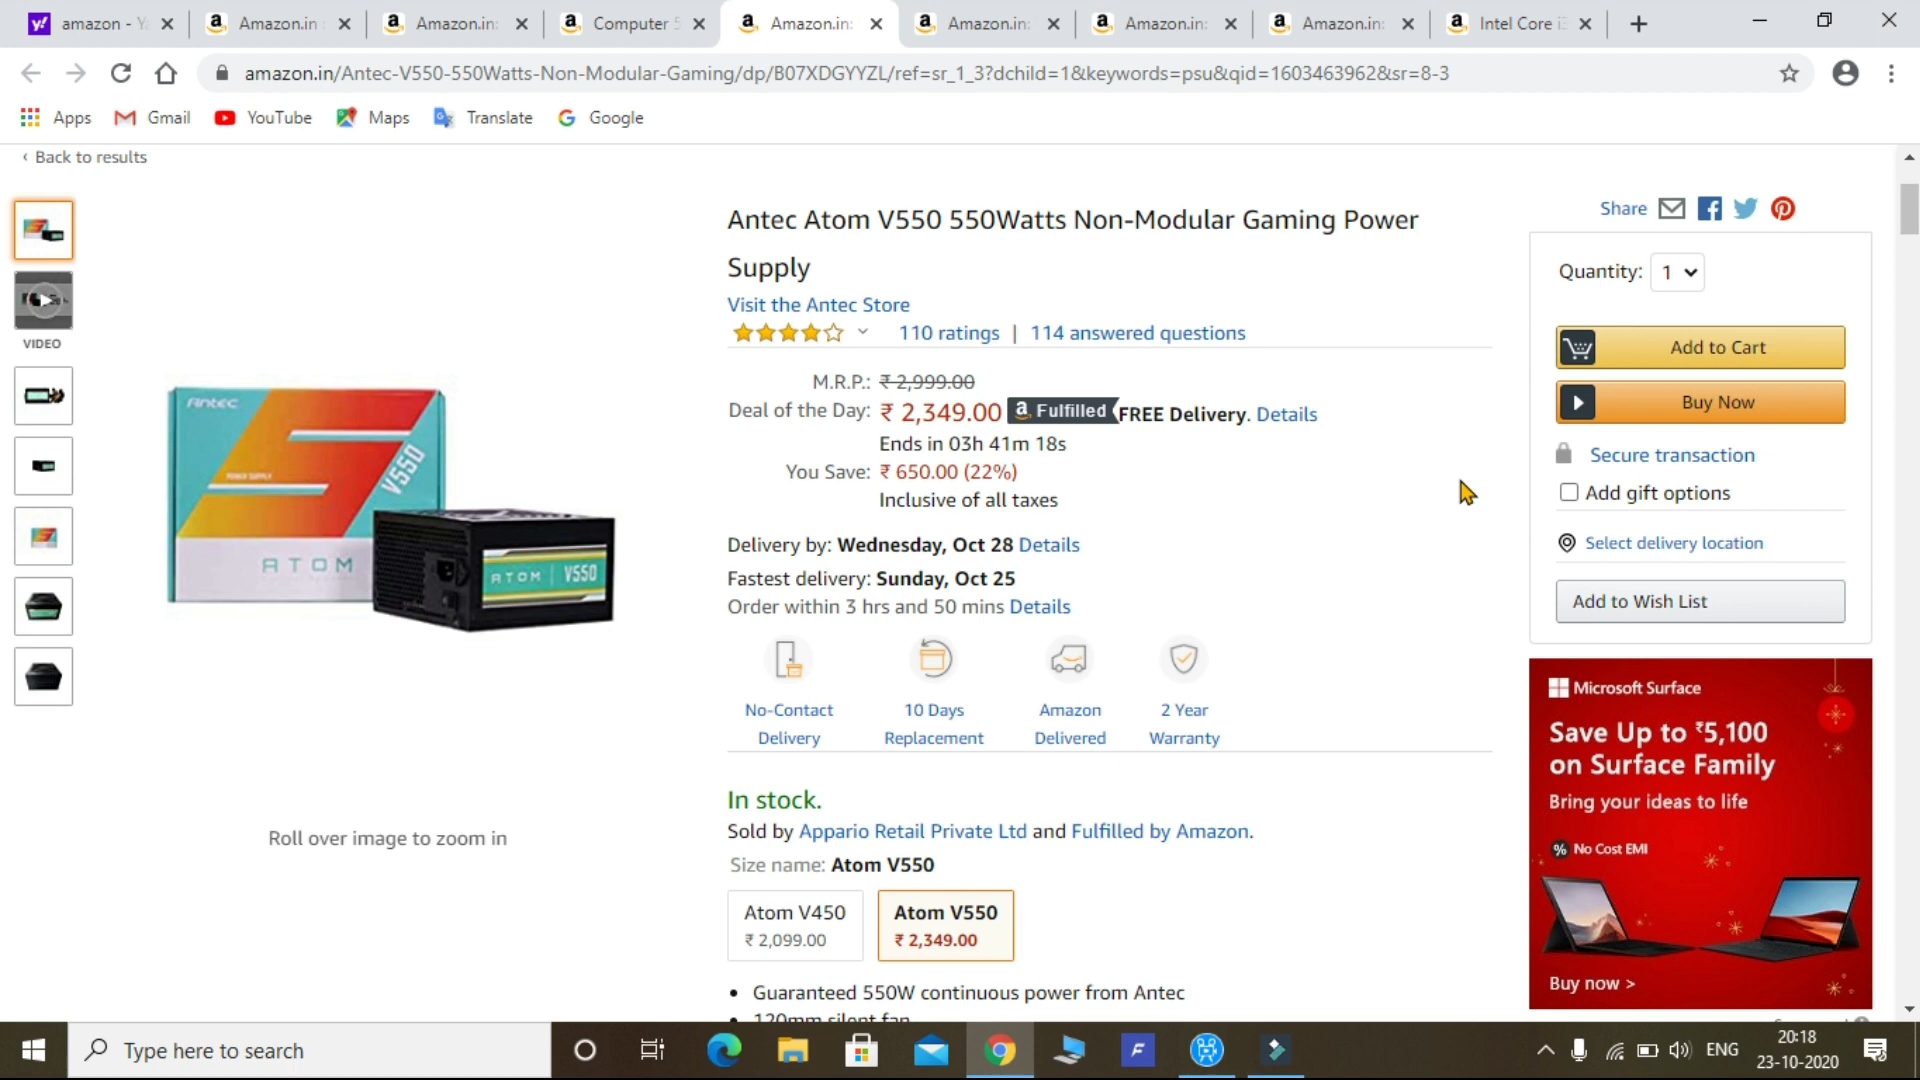 amazon - Y
Amazon.in
Amazon.in:
Computer
Amazon.in:
Amazon.in:
Amazon.in:
Amazon.in:
Intel Core
amazon.in/Antec-V550-550Watts-Non-Modular-Gaming/dp/B07XDGYYZL/ref=sr_1_3?dchild=1&keywords=psu&qid=1603463962&sr=8-3
Apps
Gmail
YouTube
Maps
Translate
Google
‹ Back to results
VIDEO
Antec
POWER SUPPLY
V550
ATOM
ATOM V550
Roll over image to zoom in
Antec Atom V550 550Watts Non-Modular Gaming Power
Supply
Visit the Antec Store
110 ratings | 114 answered questions
M.R.P.: ₹ 2,999.00
Deal of the Day: ₹ 2,349.00 a Fulfilled FREE Delivery. Details
Ends in 03h 41m 18s
You Save: ₹ 650.00 (22%)
Inclusive of all taxes
Delivery by: Wednesday, Oct 28 Details
Fastest delivery: Sunday, Oct 25
Order within 3 hrs and 50 mins Details
No-Contact
Delivery
10 Days
Replacement
Amazon
Delivered
2 Year
Warranty
In stock.
Sold by Appario Retail Private Ltd and Fulfilled by Amazon.
Size name: Atom V550
Atom V450
₹ 2,099.00
Atom V550
₹ 2,349.00
• Guaranteed 550W continuous power from Antec
• 120mm silent fan
Share
Quantity: 1
Add to Cart
Buy Now
Secure transaction
Add gift options
Select delivery location
Add to Wish List
Microsoft Surface
Save Up to ₹5,100
on Surface Family
Bring your ideas to life
% No Cost EMI
Buy now >
Type here to search
ENG
20:18
23-10-2020